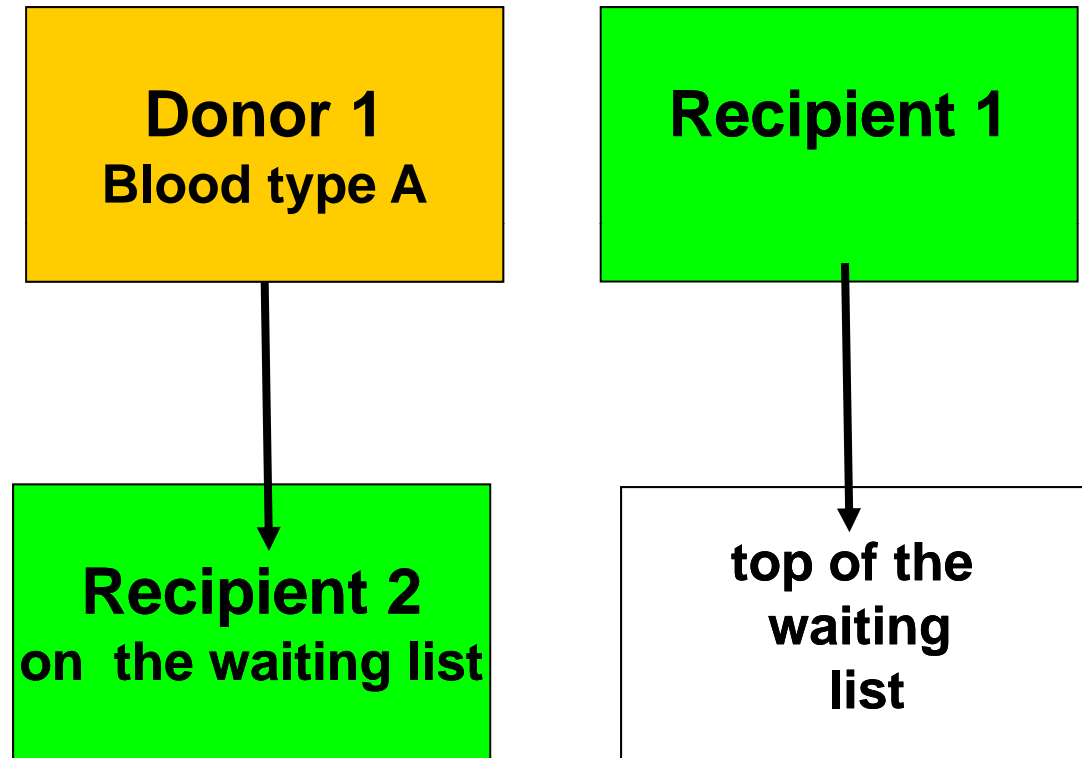 Donor 1
Blood type A
Recipient 1
Recipient 2
on the waiting list
top of the
waiting
list